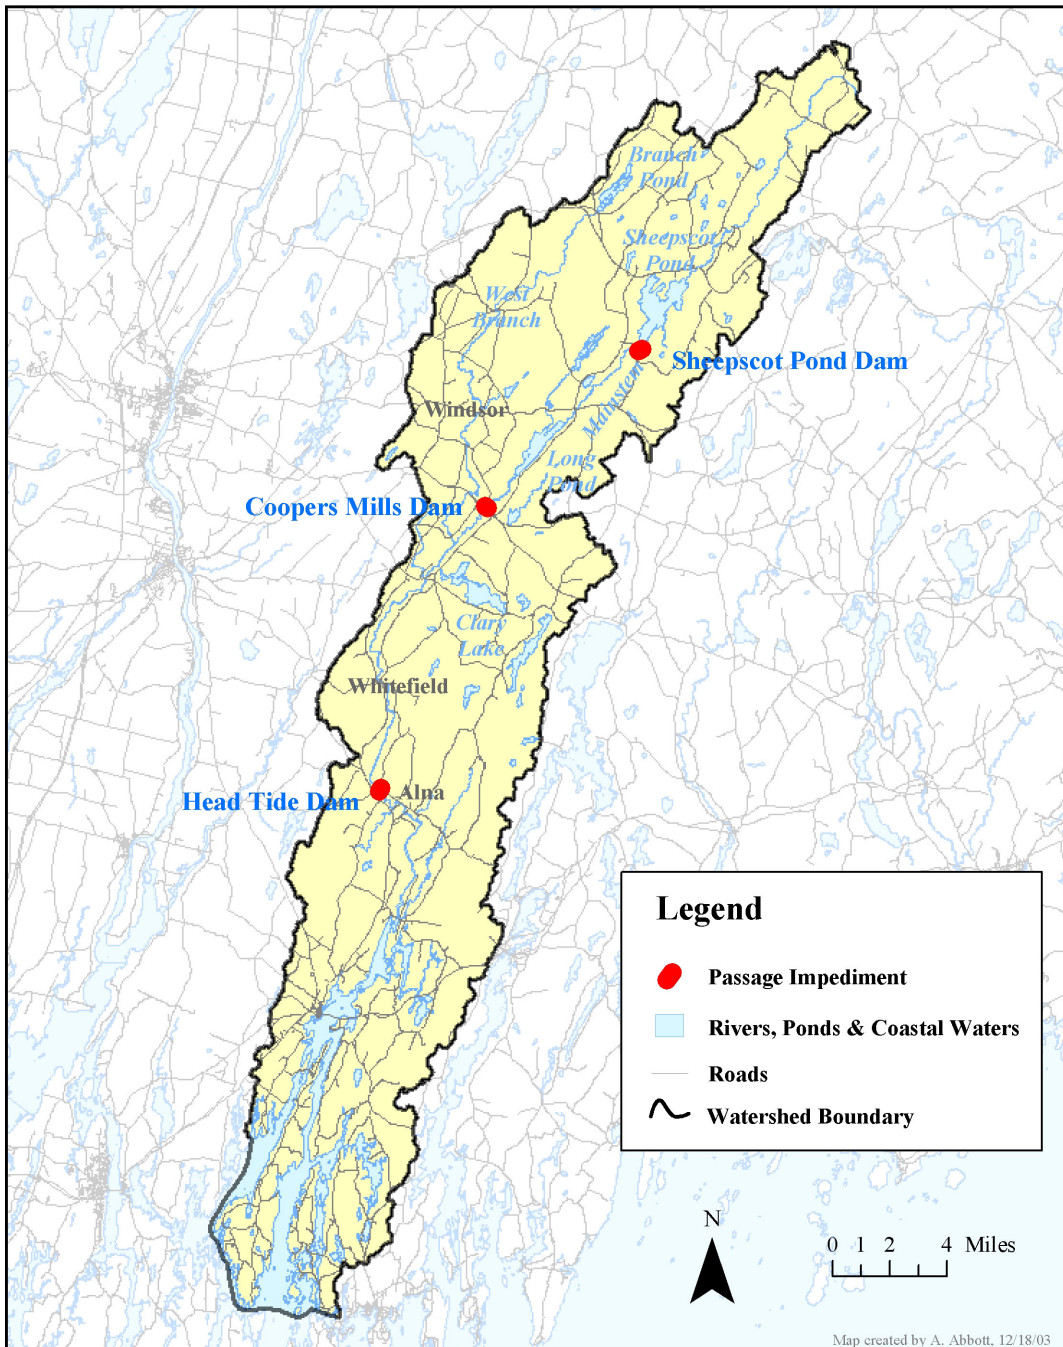 Branch
Pond
Sheepscot
Pond
West
Branch
Sheepscot Pond Dam
Mainstem
Windsor
Long
Pond
Coopers Mills Dam
Clary
Lake
Whitefield
Alna
Head Tide Dam
Legend
Passage Impediment
Rivers, Ponds & Coastal Waters
Roads
Watershed Boundary
N
0 1 2 4 Miles
Map created by A. Abbott, 12/18/03